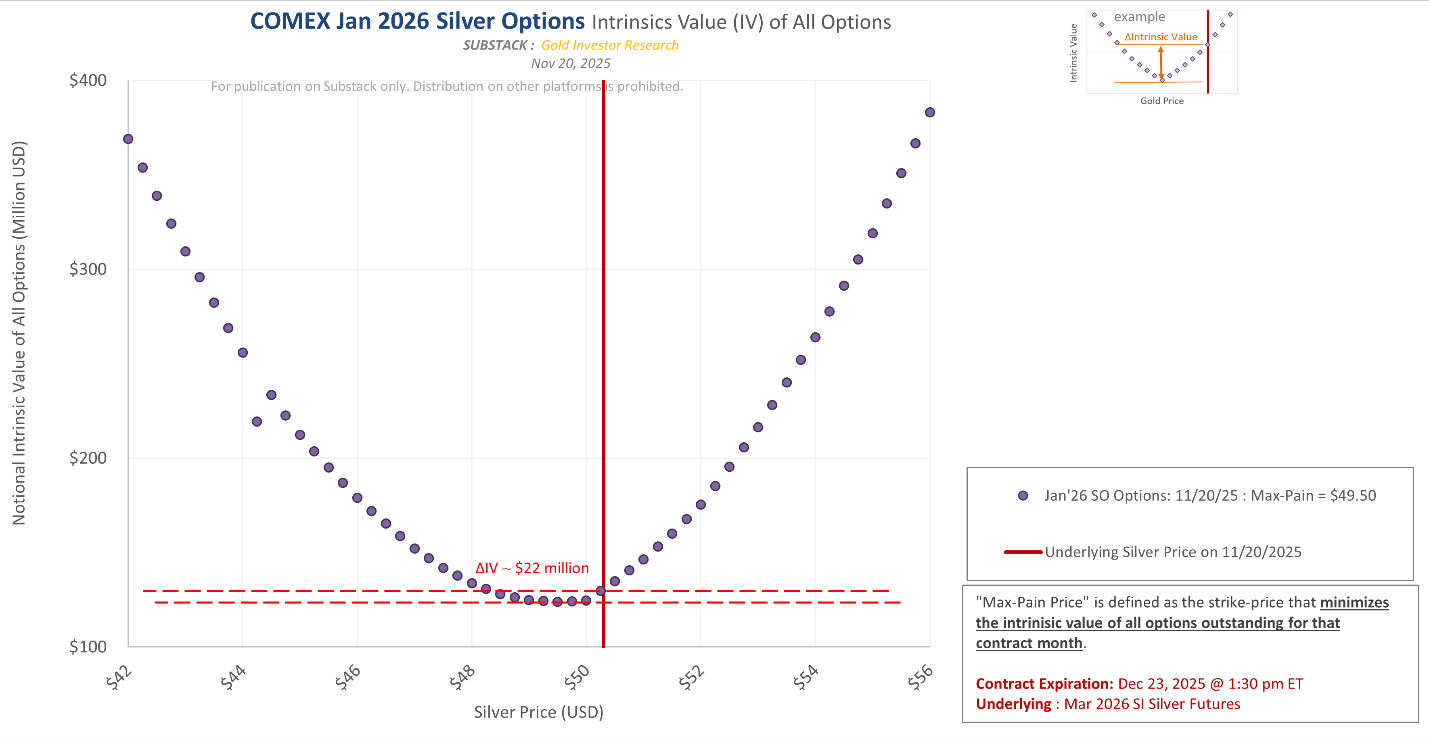 COMEX Jan 2026 Silver Options Intrinsics Value (IV) of All Options
SUBSTACK : Gold Investor Research
Nov 20, 2025
For publication on Substack only. Distribution on other platforms is prohibited.
example
ΔIntrinsic Value
Intrinsic Value
Gold Price
Notional Intrinsic Value of All Options (Million USD)
$400
$300
$200
$100
ΔIV ~ $22 million
$42
$44
$46
$48
$50
$52
$54
$56
Silver Price (USD)
Jan'26 SO Options: 11/20/25 : Max-Pain = $49.50
Underlying Silver Price on 11/20/2025
"Max-Pain Price" is defined as the strike-price that minimizes
the intrinisic value of all options outstanding for that
contract month.
Contract Expiration: Dec 23, 2025 @ 1:30 pm ET
Underlying : Mar 2026 SI Silver Futures